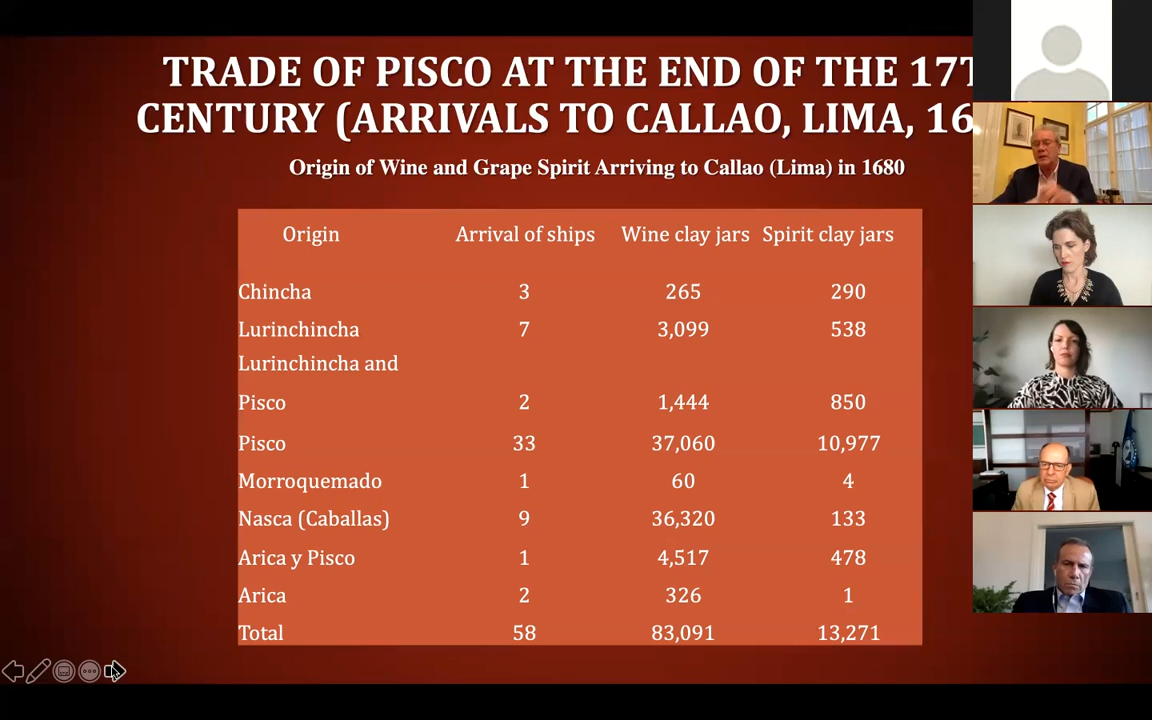 TRADE OF PISCO AT THE END OF THE
CENTURY (ARRIVALS TO CALLAO, LIMA,
Origin of Wine and Grape Spirit Arriving to Callao (Lima) in 1680
Origin Arrival of ships Wine clay jars Spirit clay jars
Chincha 3 265 290
Lurinchincha 7 3,099 538
Lurinchincha and
Pisco 2 1,444 850
Pisco 33 37,060 10,977
Morroquemado 1 60 4
Nasca (Caballas) 9 36,320 133
Arica y Pisco 1 4,517 478
Arica 2 326 1
Total 58 83,091 13,271